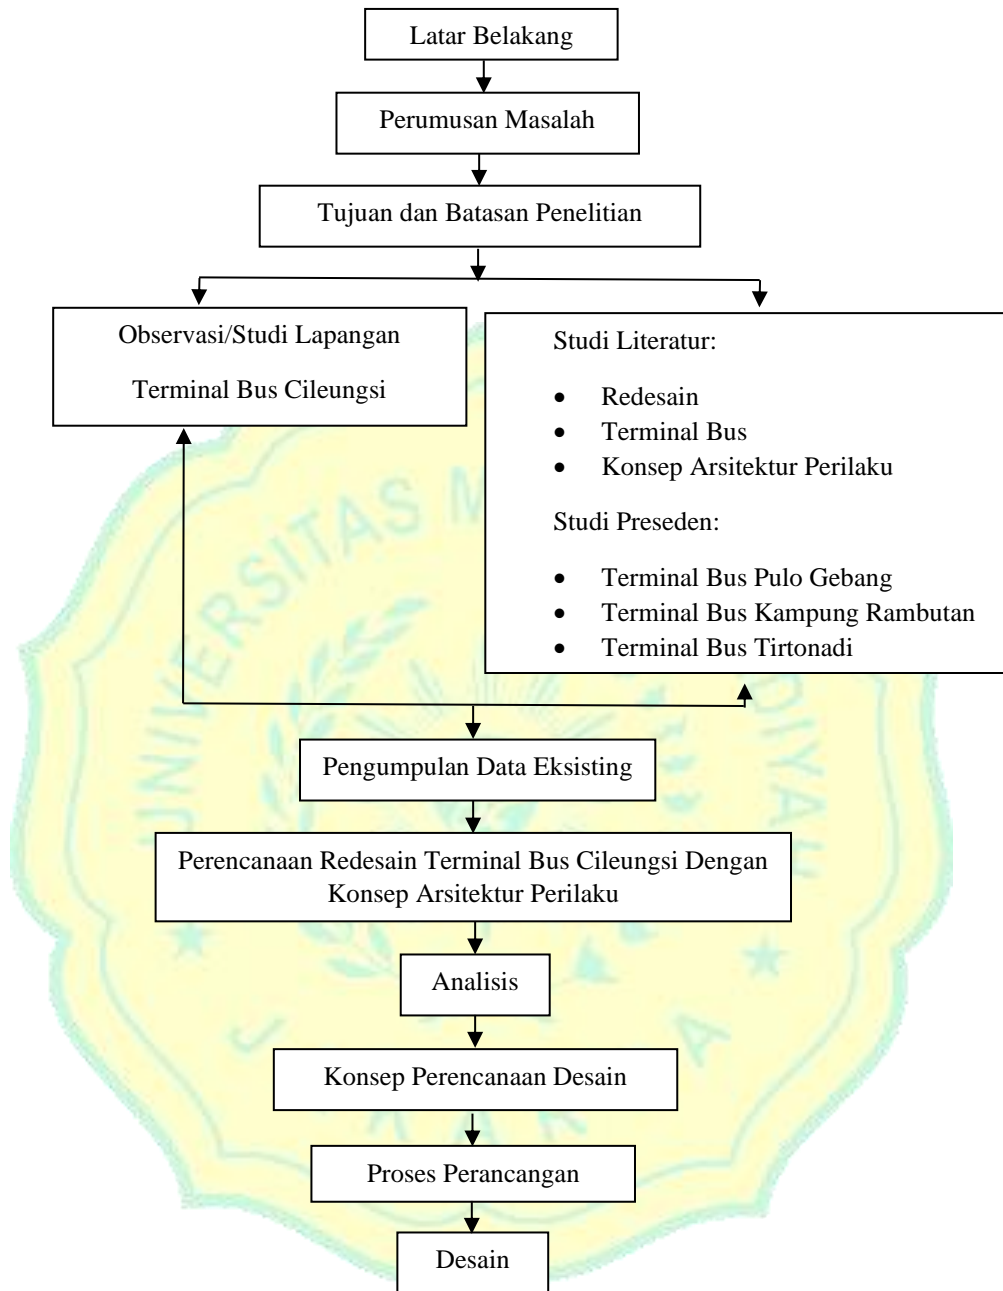 Latar Belakang
Perumusan Masalah
Tujuan dan Batasan Penelitian
Observasi/Studi Lapangan
Terminal Bus Cileungsi
Studi Literatur:
• Redesain
• Terminal Bus
• Konsep Arsitektur Perilaku
Studi Preseden:
• Terminal Bus Pulo Gebang
• Terminal Bus Kampung Rambutan
• Terminal Bus Tirtonadi
Pengumpulan Data Eksisting
Perencanaan Redesain Terminal Bus Cileungsi Dengan
Konsep Arsitektur Perilaku
Analisis
Konsep Perencanaan Desain
Proses Perancangan
Desain